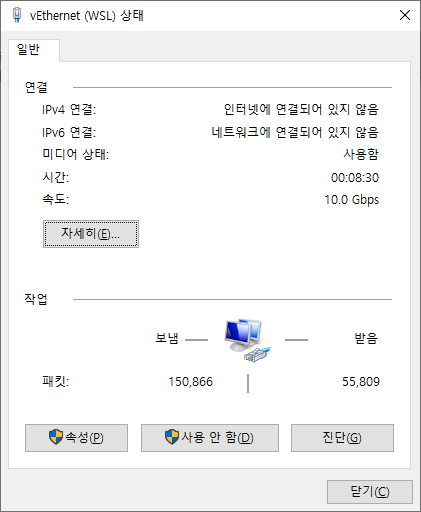 vEthernet (WSL) 상태
일반
연결
IPv4 연결: 인터넷에 연결되어 있지 않음
IPv6 연결: 네트워크에 연결되어 있지 않음
미디어 상태: 사용함
시간: 00:08:30
속도: 10.0 Gbps
자세히(E)...
작업
보냄 받음
패킷: 150,866 55,809
속성(P) 사용 안 함(D) 진단(G)
닫기(C)